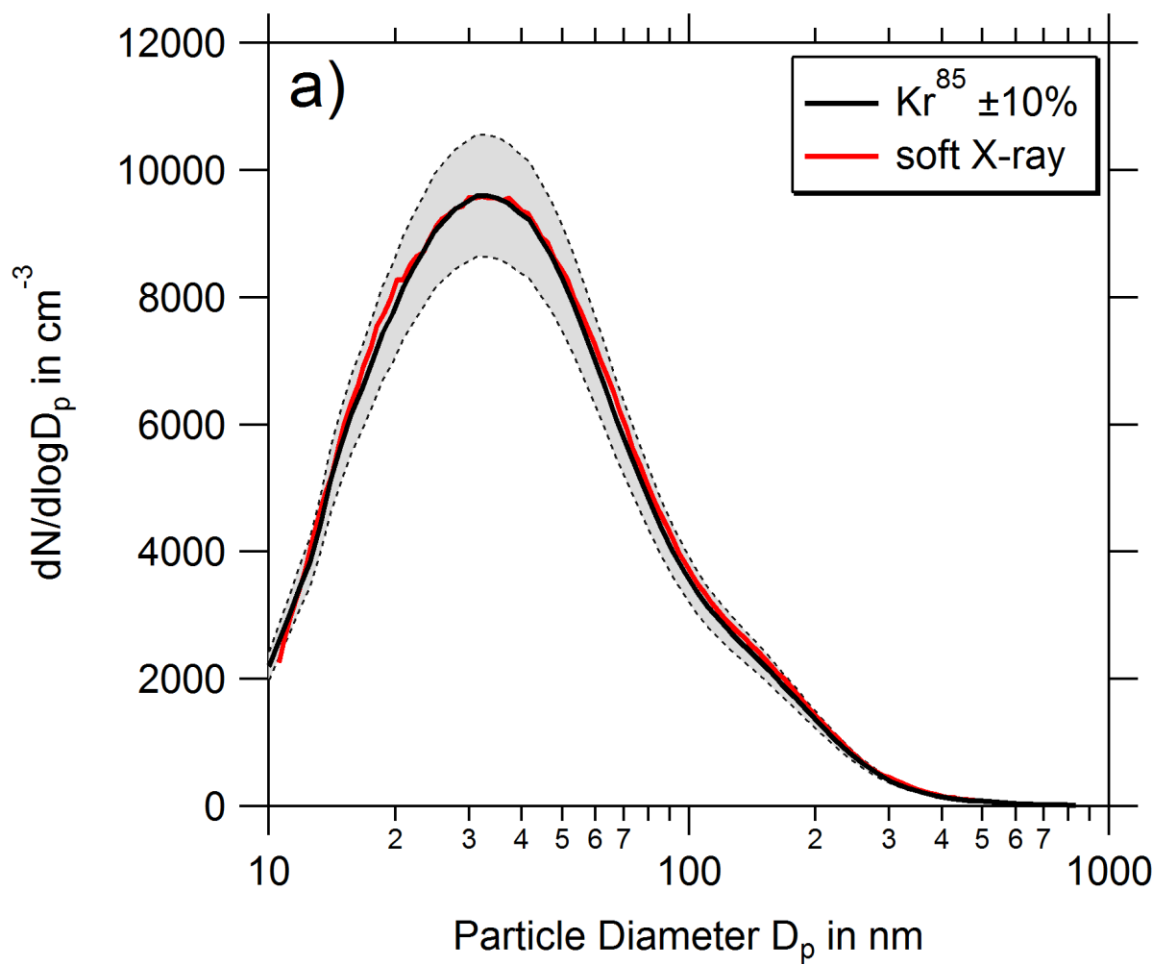 a)
Kr85 ±10%
soft X-ray
12000
10000
8000
6000
4000
2000
0
dN/dlogDp in cm-3
10 2 3 4 5 6 7 100 2 3 4 5 6 7 1000
Particle Diameter Dp in nm